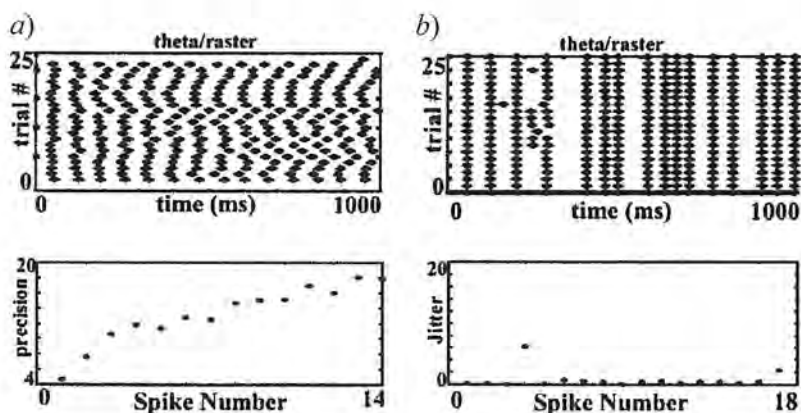 a)
theta/raster
25
trial #
0
0 time (ms) 1000
20
precision
4
0 Spike Number 14
b)
theta/raster
25
trial #
0
0 time (ms) 1000
20
Jitter
0
0 Spike Number 18